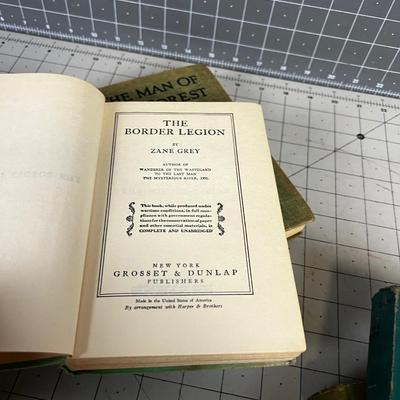 THE MAN OF
FOREST
THE
BORDER LEGION
BY
ZANE GREY
AUTHOR OF
WANDERER OF THE WASTELAND
TO THE LAST MAN
THE MYSTERIOUS RIDER, ETC.
This book, while produced under
wartime conditions, in full com-
pliance with government regula-
tions for the conservation of paper
and other essential materials, is
COMPLETE AND UNABRIDGED
NEW YORK
GROSSET & DUNLAP
PUBLISHERS
Made in the United States of America
By arrangement with Harper & Brothers